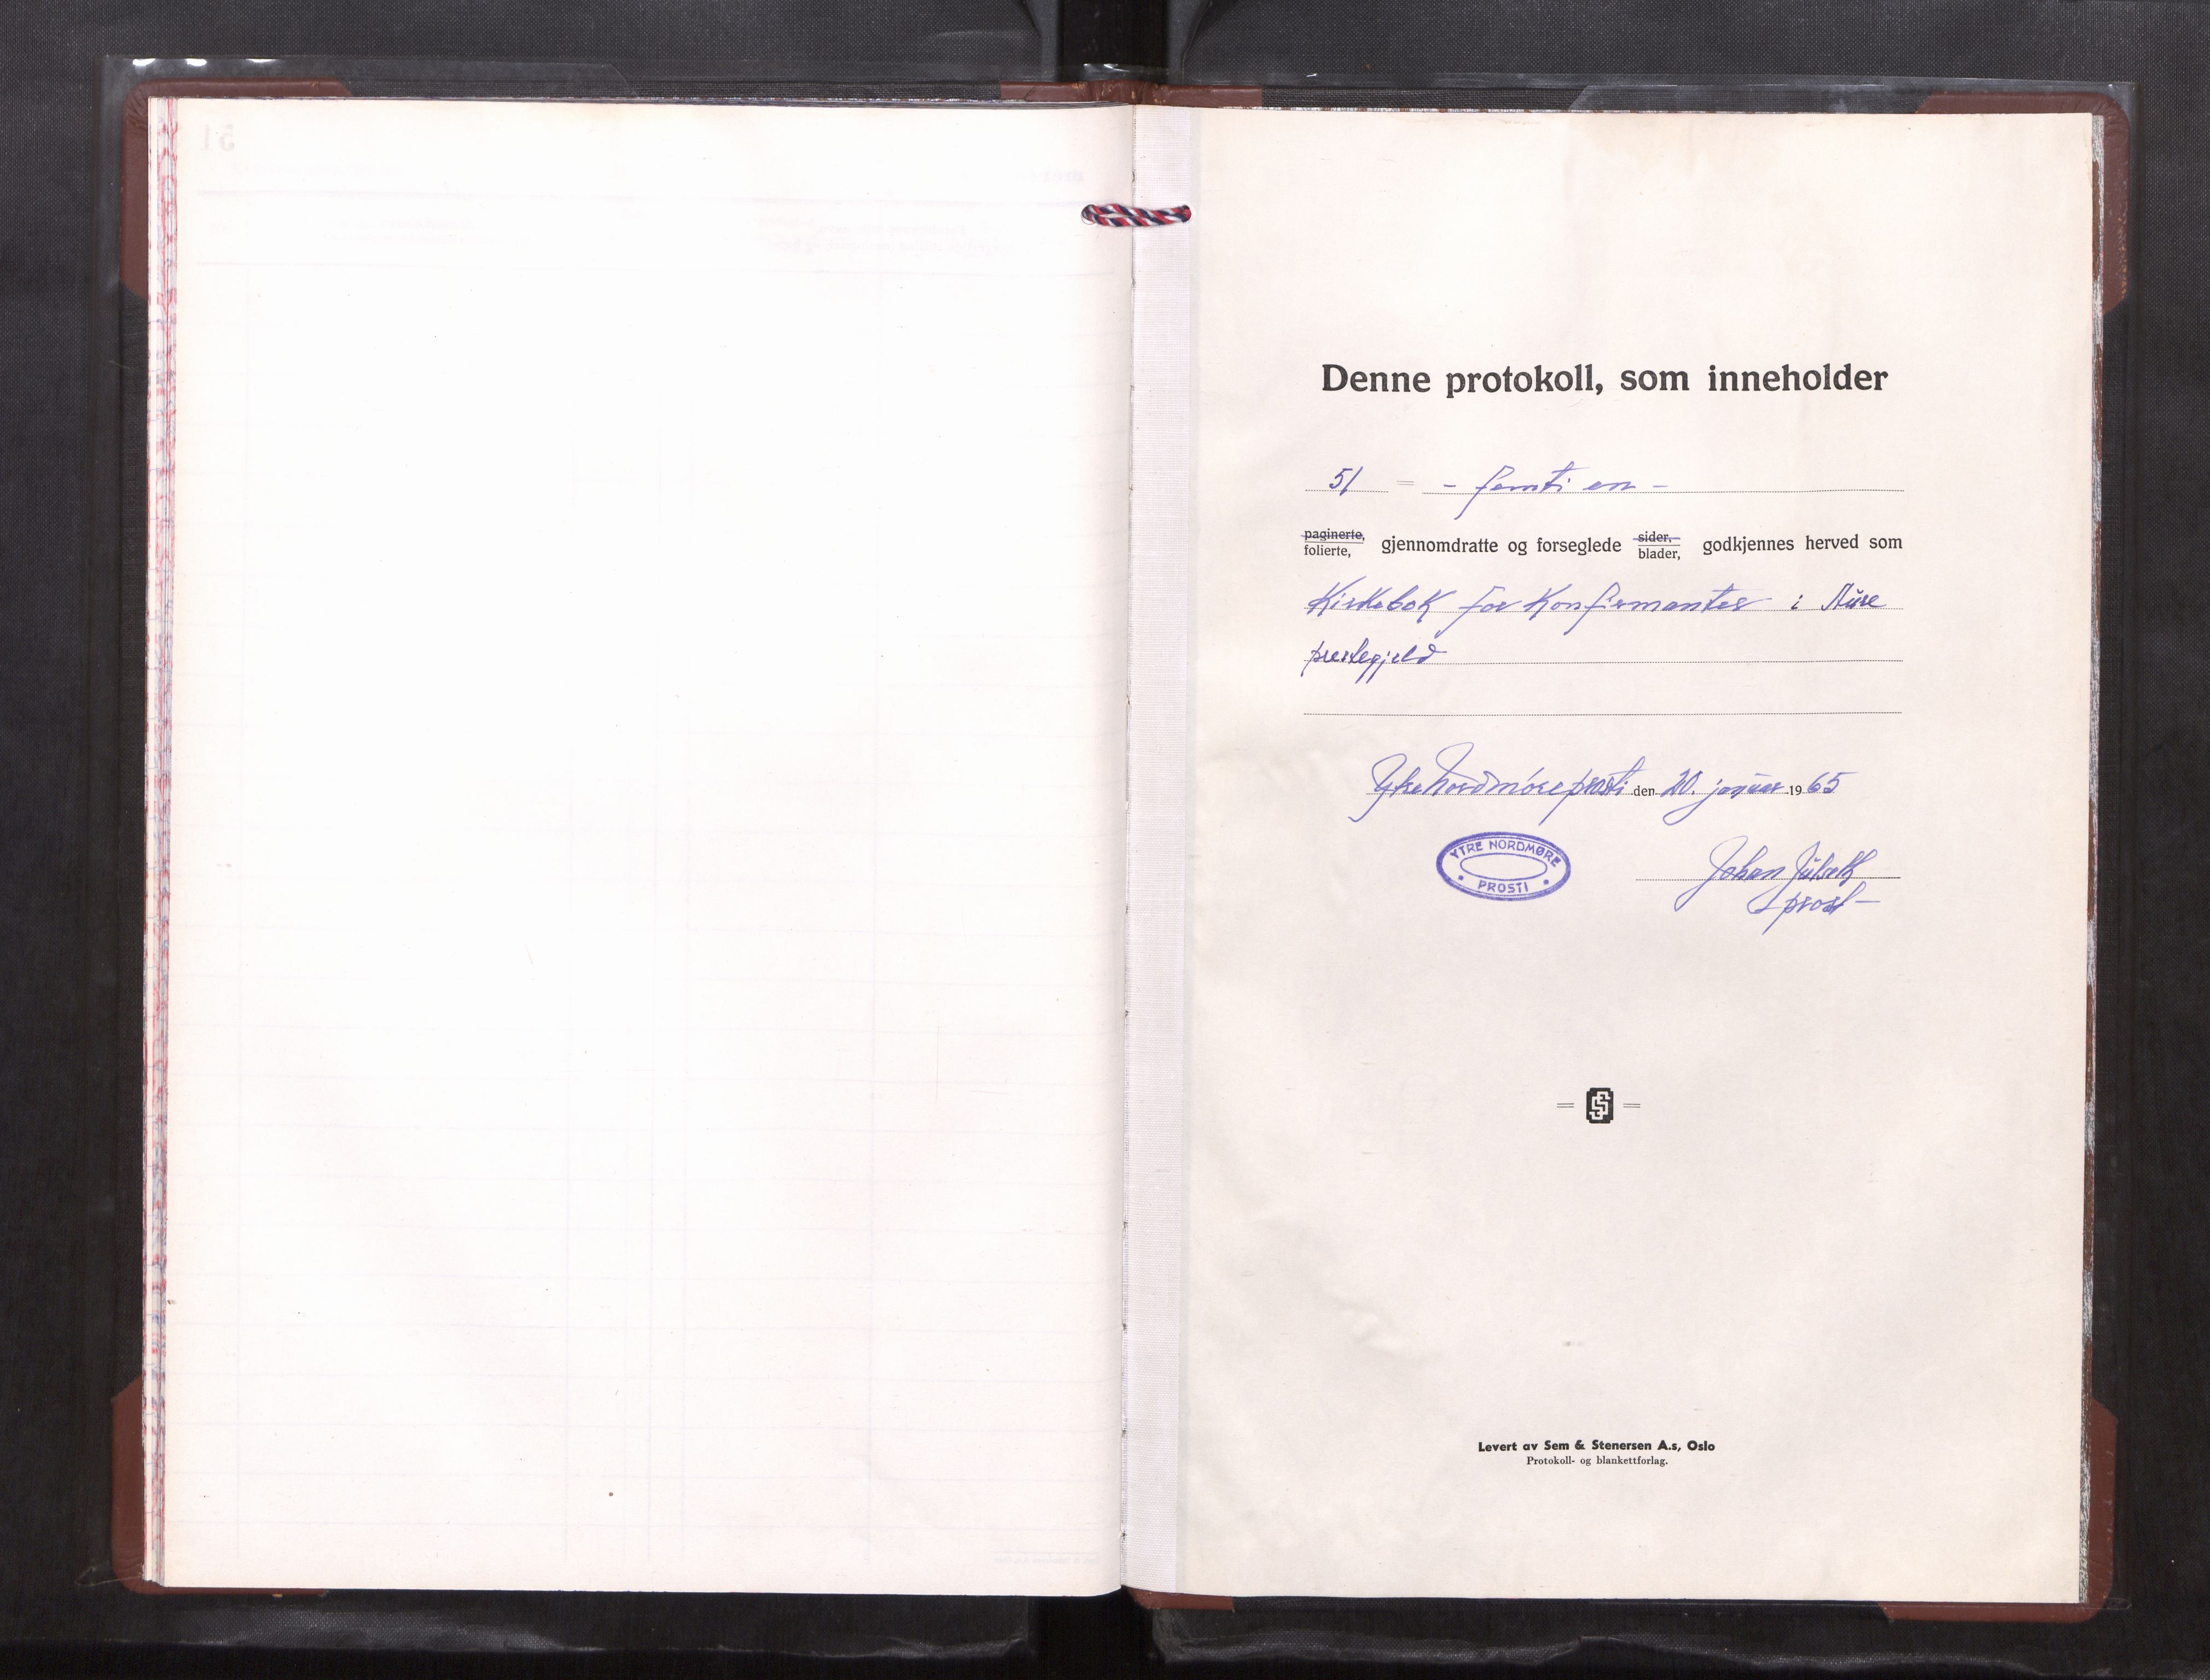 Denne protokoll, som inneholder
51 = - femti en -
paginerte, folierte, gjennomdratte og forseglede sider, blader, godkjennes herved som
Kirkebok for Konfirmanter i Aure
prestegjeld
Ytre Nordmøre prosti den 20. januar 1965
YTRE NORDMØRE
PROSTI
Johan
prost
Levert av Sem & Stenersen A.s, Oslo
Protokoll- og blankettforlag.